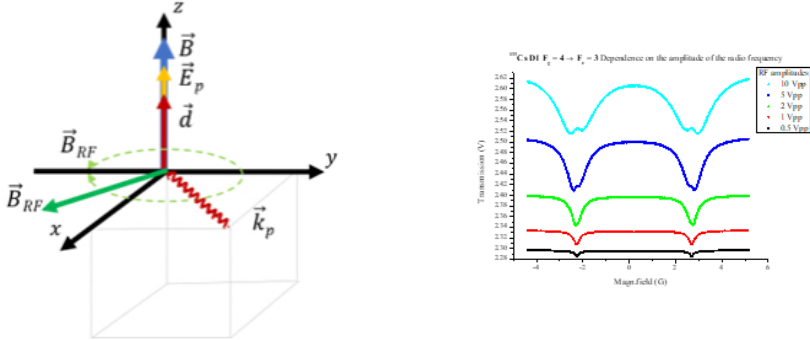 z
B
E_p
d
B_RF
y
B_RF
x
k_p
Cs D1 F_g = 4 → F_e = 3 Dependence on the amplitude of the radio frequency
RF amplitudes
10 Vpp
5 Vpp
2 Vpp
1 Vpp
0.5 Vpp
Transmission (V)
2.62
2.60
2.58
2.56
2.54
2.52
2.50
2.48
2.46
2.44
2.42
2.40
2.38
2.36
2.34
2.32
2.30
2.28
-4 -2 0 2 4 6
Magn.field (G)